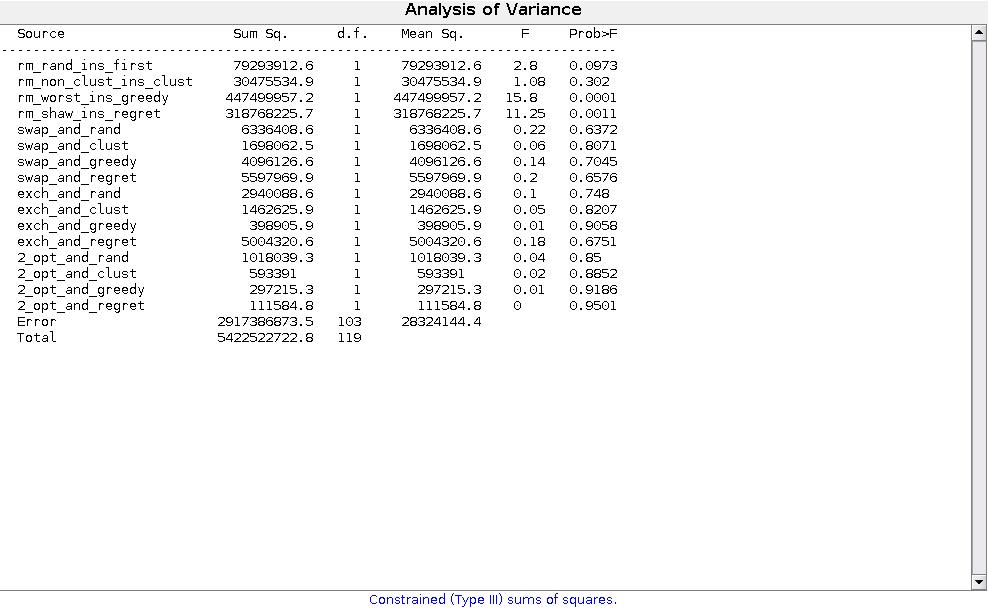 Analysis of Variance
Source Sum Sq. d.f. Mean Sq. F Prob>F
rm_rand_ins_first 79293912.6 1 79293912.6 2.8 0.0973
rm_non_clust_ins_clust 30475534.9 1 30475534.9 1.08 0.302
rm_worst_ins_greedy 447499957.2 1 447499957.2 15.8 0.0001
rm_shaw_ins_regret 318768225.7 1 318768225.7 11.25 0.0011
swap_and_rand 6336408.6 1 6336408.6 0.22 0.6372
swap_and_clust 1698062.5 1 1698062.5 0.06 0.8071
swap_and_greedy 4096126.6 1 4096126.6 0.14 0.7045
swap_and_regret 5597969.9 1 5597969.9 0.2 0.6576
exch_and_rand 2940088.6 1 2940088.6 0.1 0.748
exch_and_clust 1462625.9 1 1462625.9 0.05 0.8207
exch_and_greedy 398905.9 1 398905.9 0.01 0.9058
exch_and_regret 5004320.6 1 5004320.6 0.18 0.6751
2_opt_and_rand 1018039.3 1 1018039.3 0.04 0.85
2_opt_and_clust 593391 1 593391 0.02 0.8852
2_opt_and_greedy 297215.3 1 297215.3 0.01 0.9186
2_opt_and_regret 111584.8 1 111584.8 0 0.9501
Error 2917386873.5 103 28324144.4
Total 5422522722.8 119
Constrained (Type III) sums of squares.